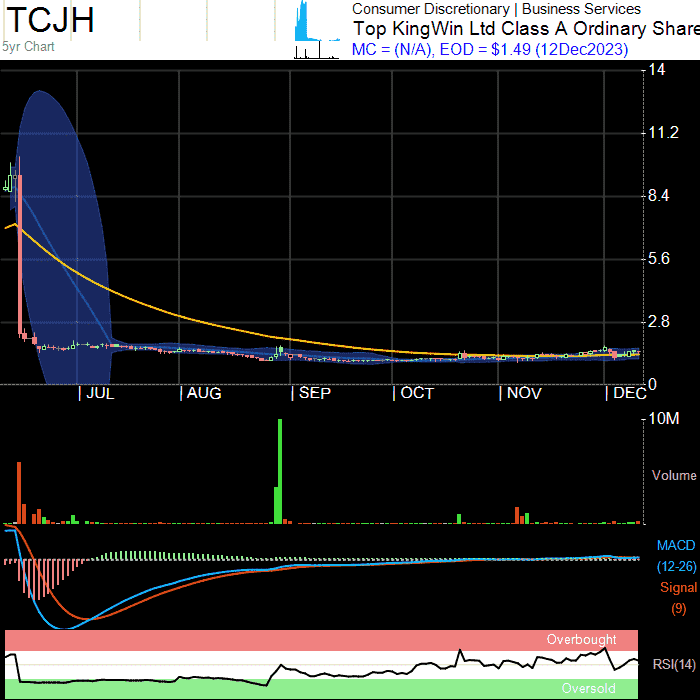 TCJH
5yr Chart
Consumer Discretionary | Business Services
Top KingWin Ltd Class A Ordinary Share
MC = (N/A), EOD = $1.49 (12Dec2023)
14
11.2
8.4
5.6
2.8
0
JUL AUG SEP OCT NOV DEC
10M
Volume
MACD
(12-26)
Signal
(9)
Overbought
RSI(14)
Oversold